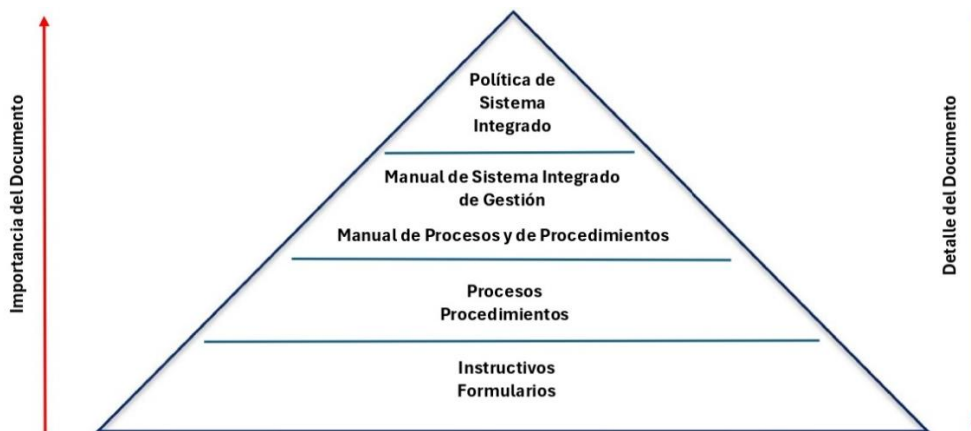 Importancia del Documento
Política de
Sistema
Integrado
Manual de Sistema Integrado
de Gestión
Manual de Procesos y de Procedimientos
Procesos
Procedimientos
Instructivos
Formularios
Detalle del Documento